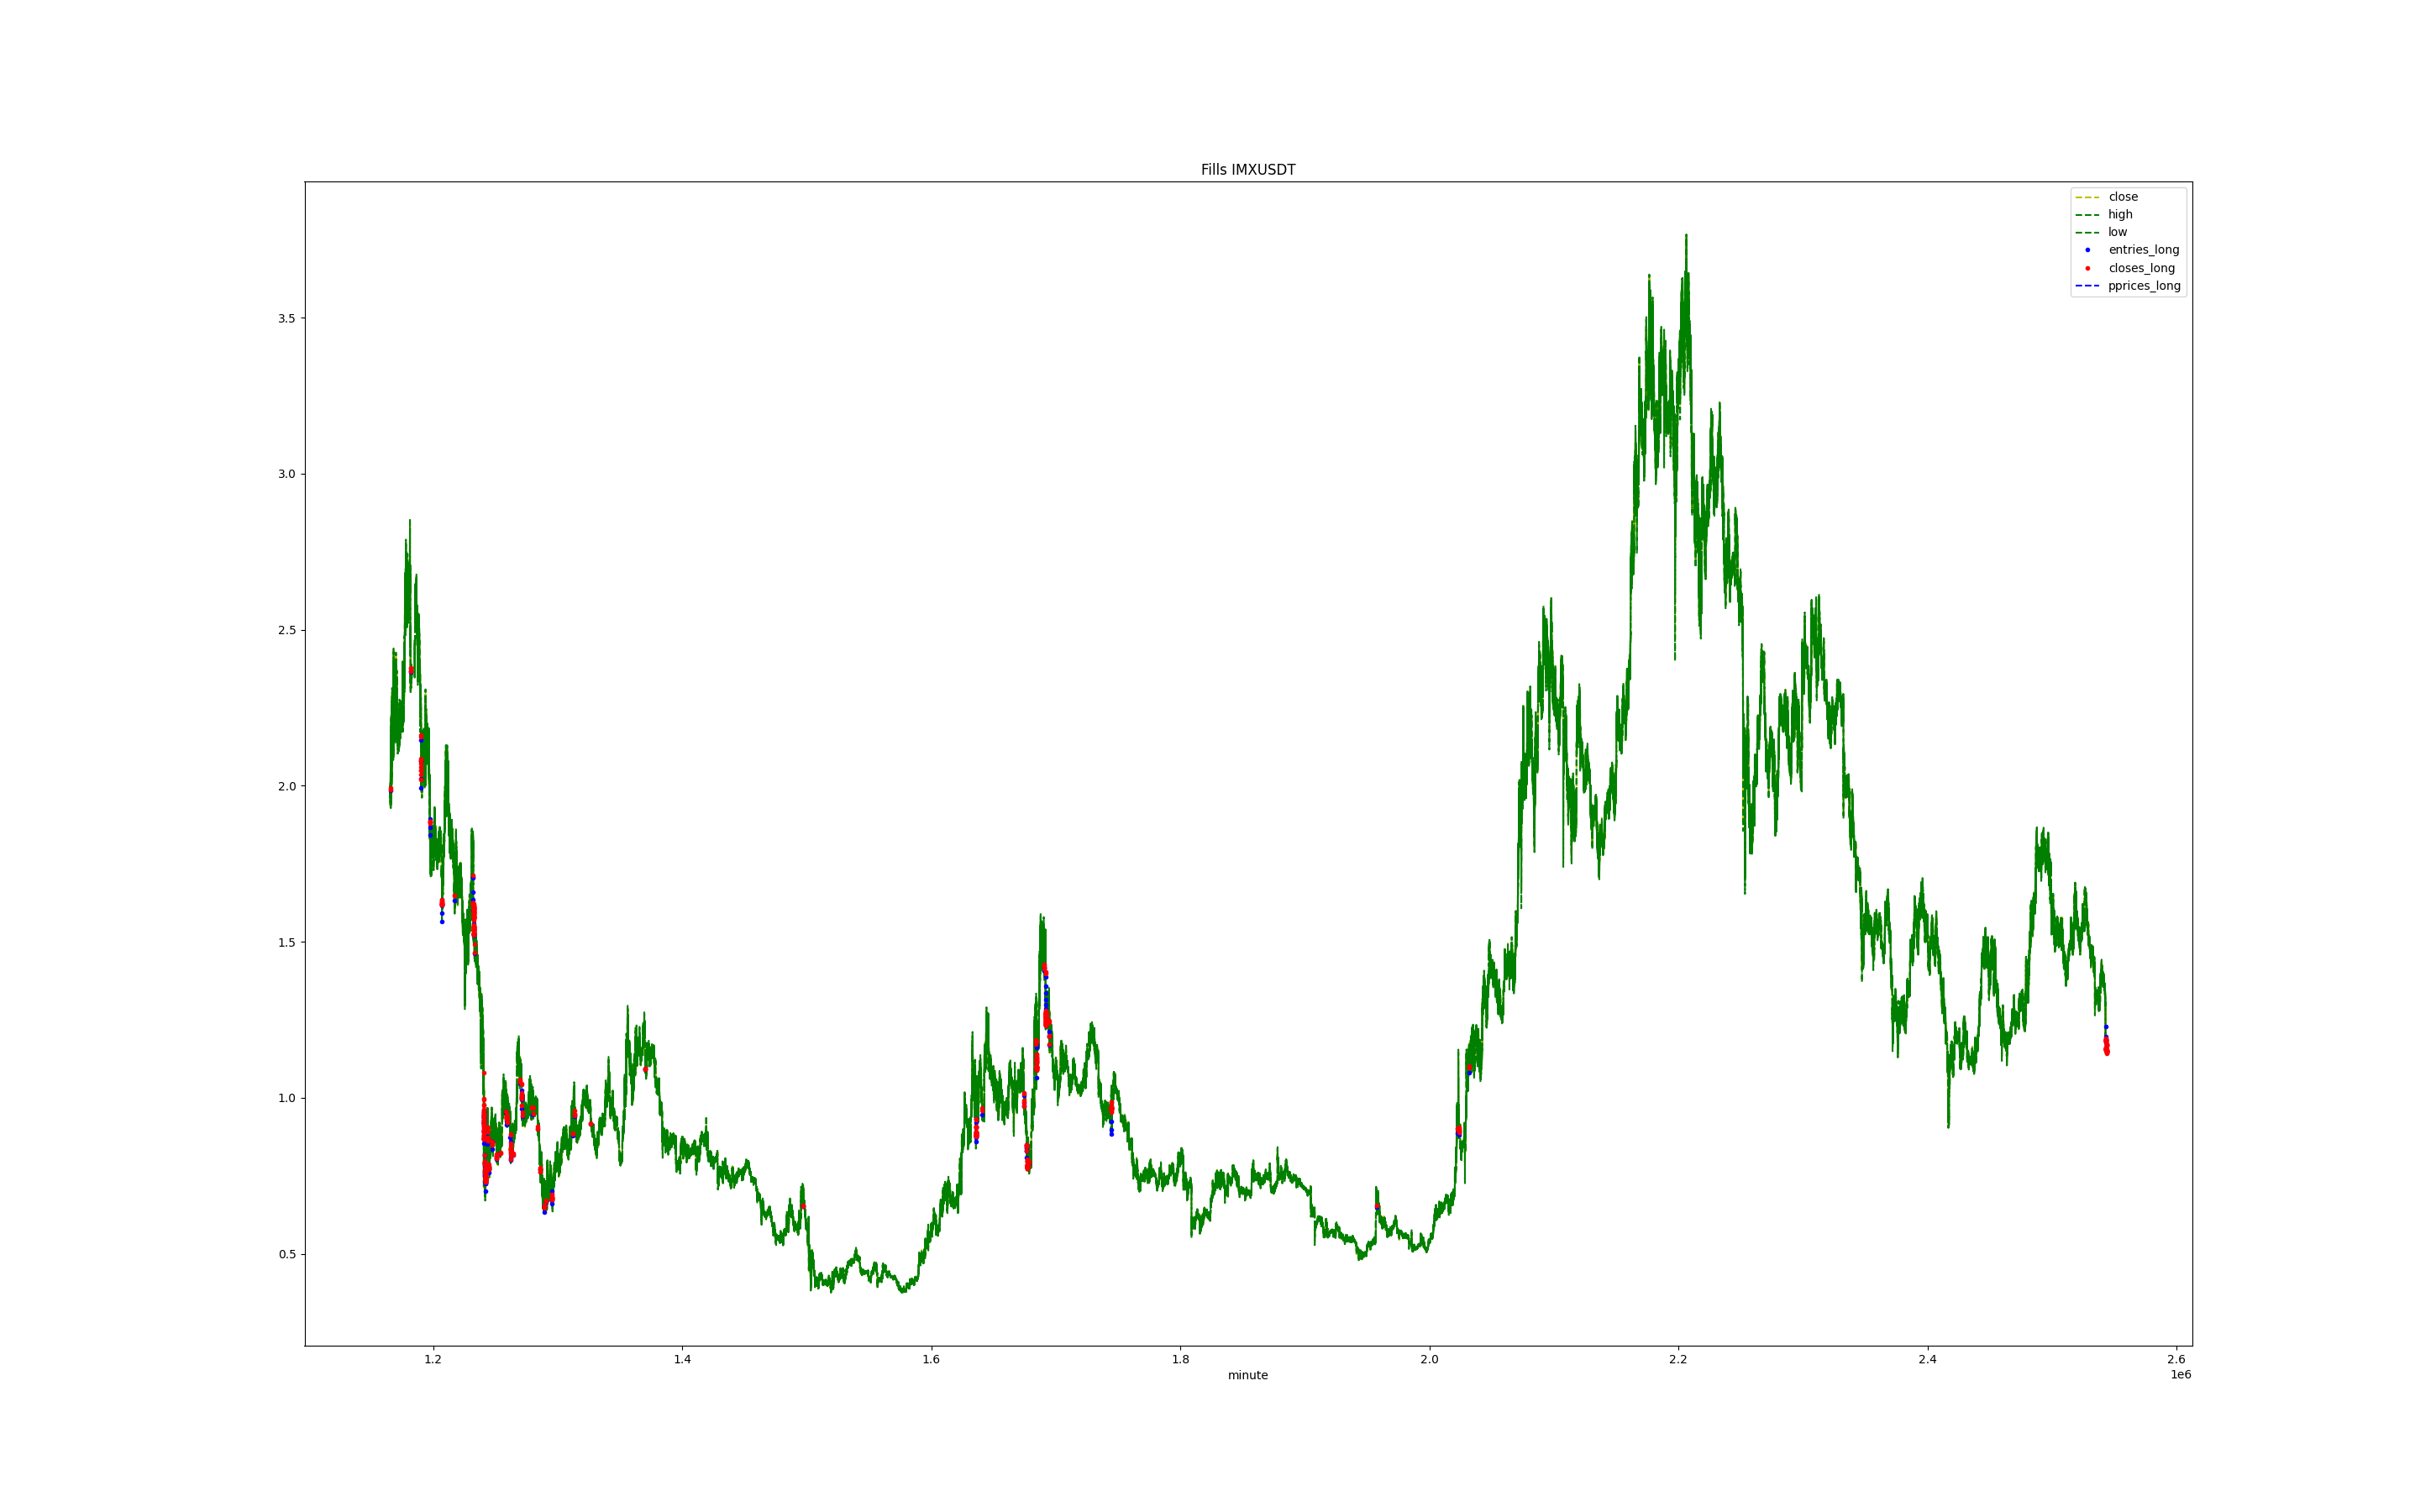 Fills IMXUSDT
close
high
low
entries_long
closes_long
pprices_long
3.5
3.0
2.5
2.0
1.5
1.0
0.5
1.2 1.4 1.6 1.8 2.0 2.2 2.4 2.6
minute
1e6